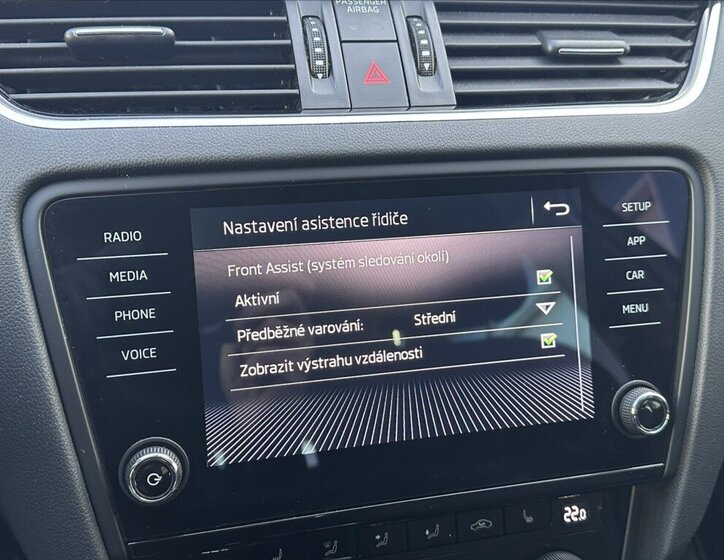 PASSENGER
AIRBAG
Nastavení asistence řidiče
Front Assist (systém sledování okolí)
Aktivní
Předběžné varování: Střední
Zobrazit výstrahu vzdálenosti
RADIO
MEDIA
PHONE
VOICE
SETUP
APP
CAR
MENU
22.0